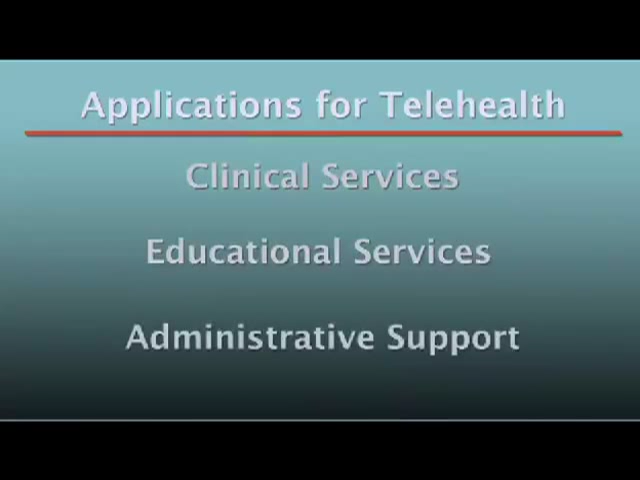 Applications for Telehealth
Clinical Services
Educational Services
Administrative Support